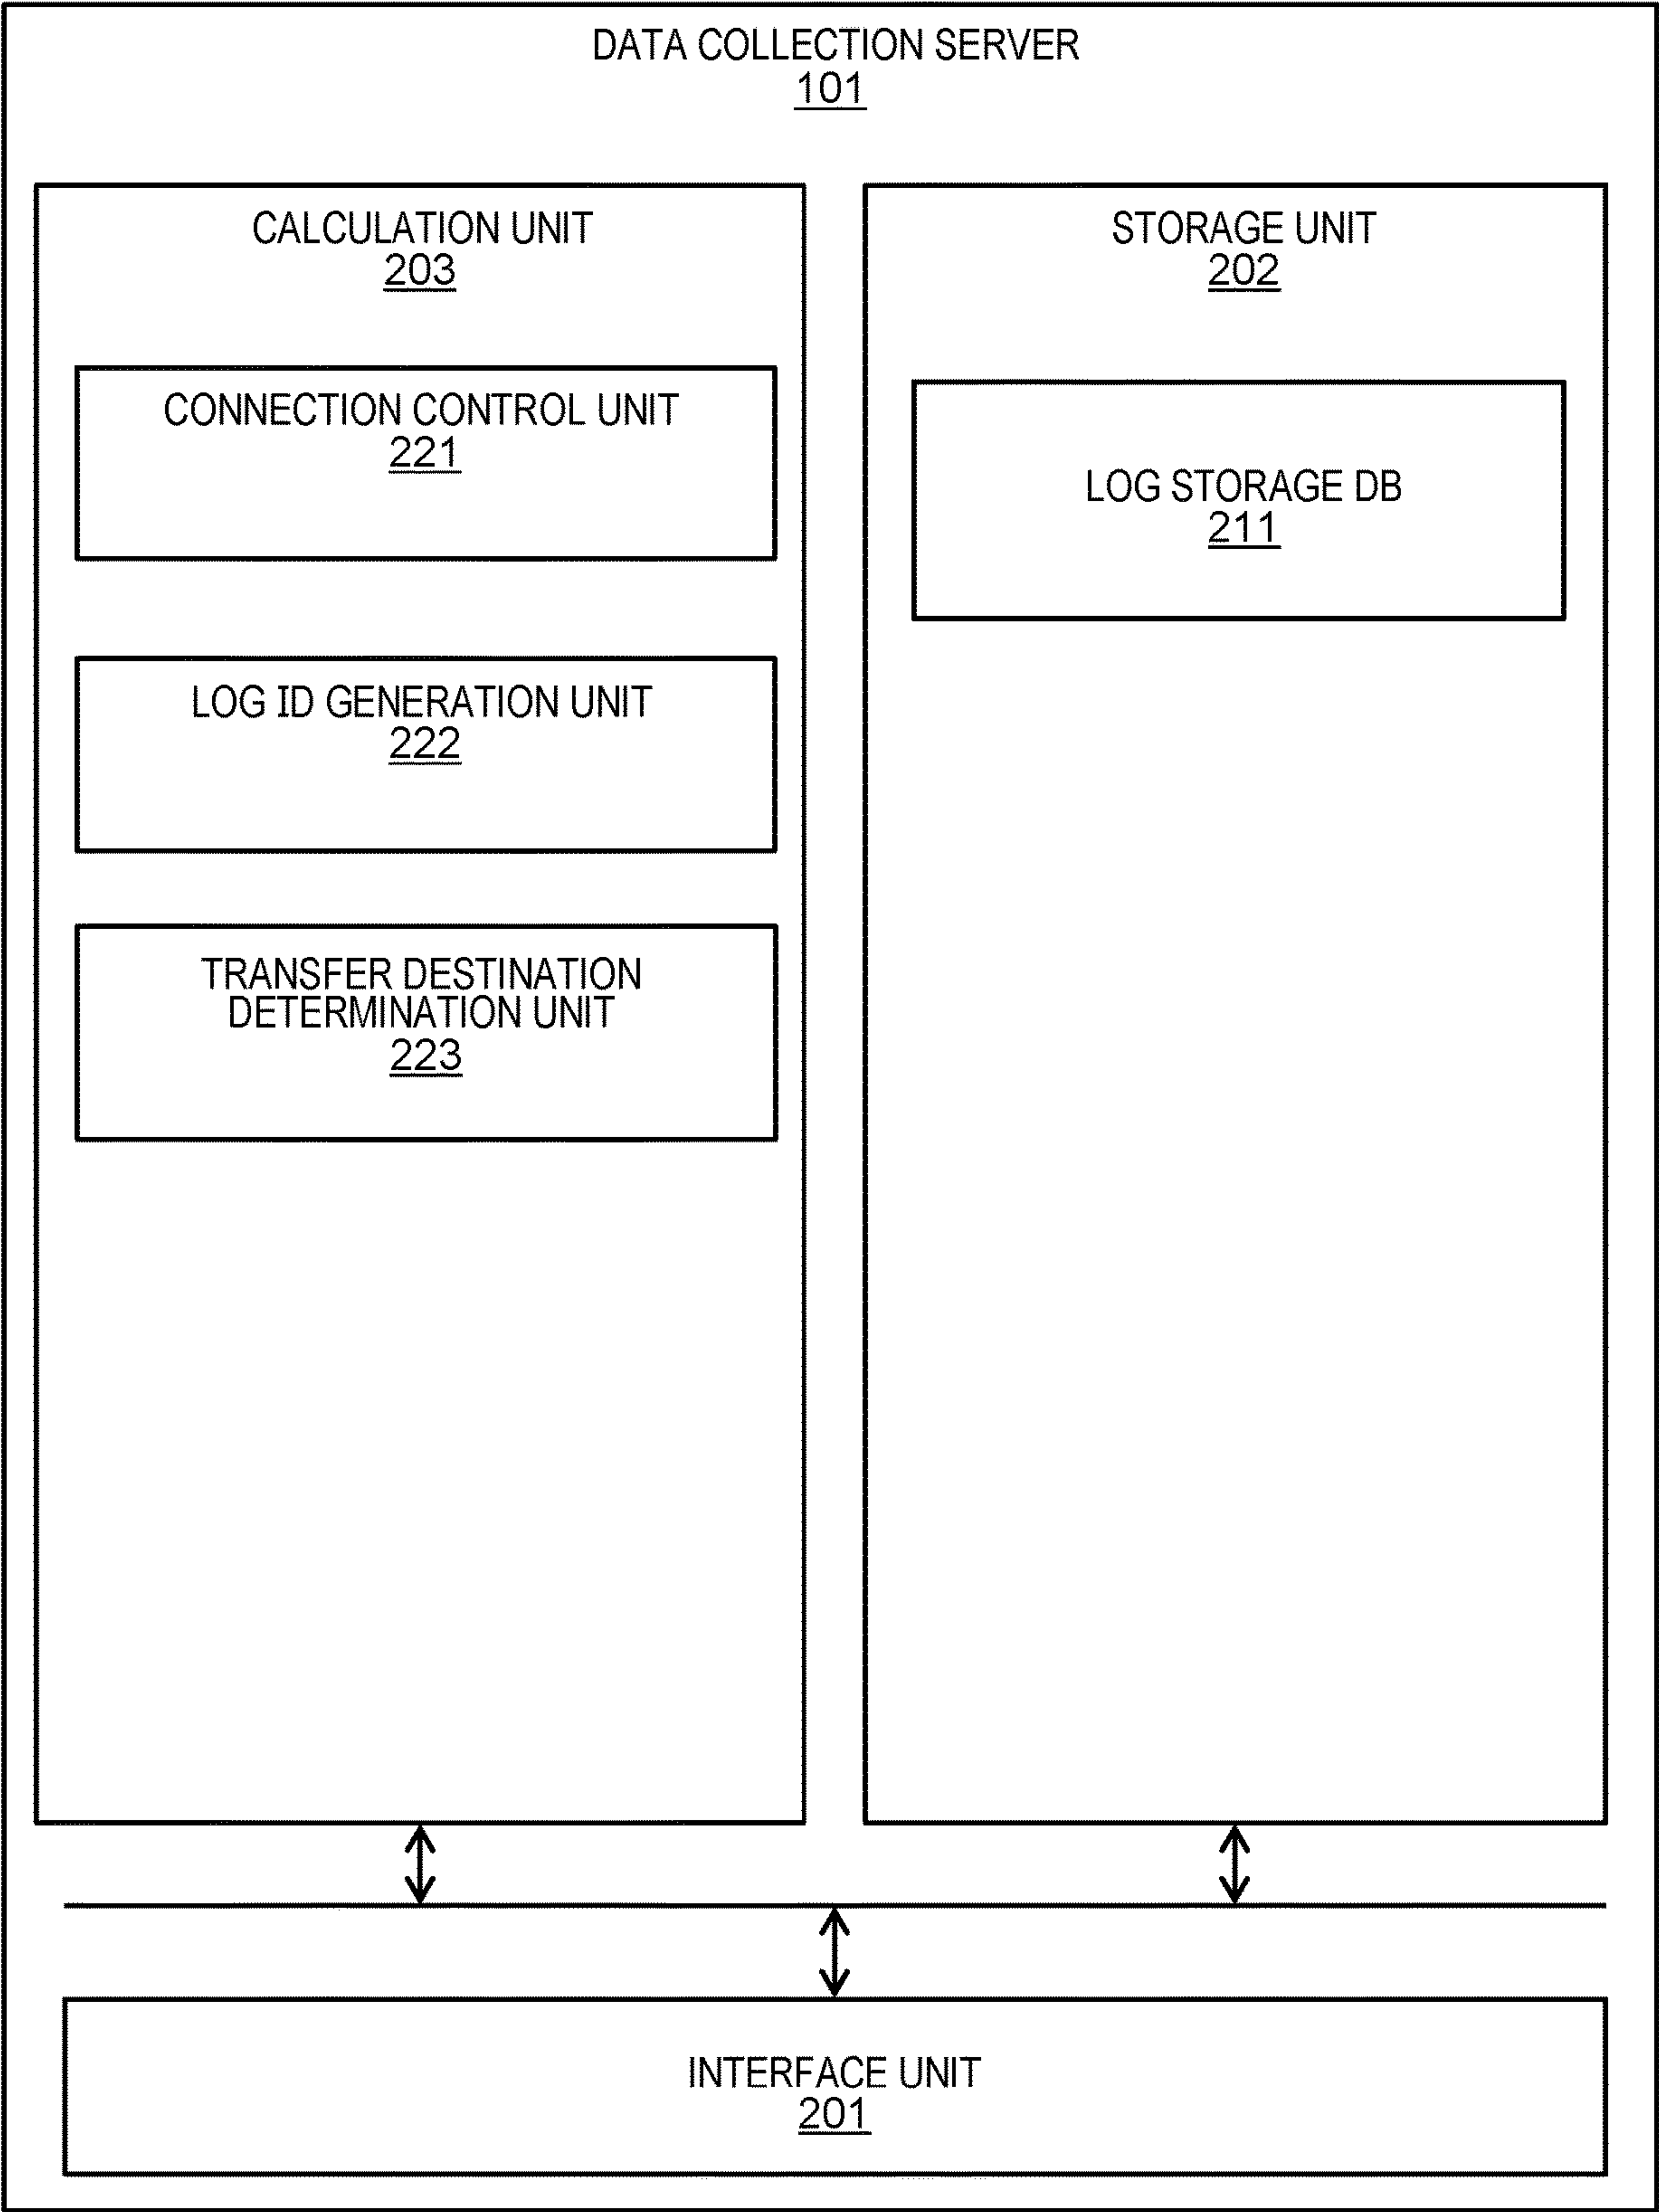 DATA COLLECTION SERVER
101
CALCULATION UNIT
203
CONNECTION CONTROL UNIT
221
LOG ID GENERATION UNIT
222
TRANSFER DESTINATION
DETERMINATION UNIT
223
STORAGE UNIT
202
LOG STORAGE DB
211
INTERFACE UNIT
201